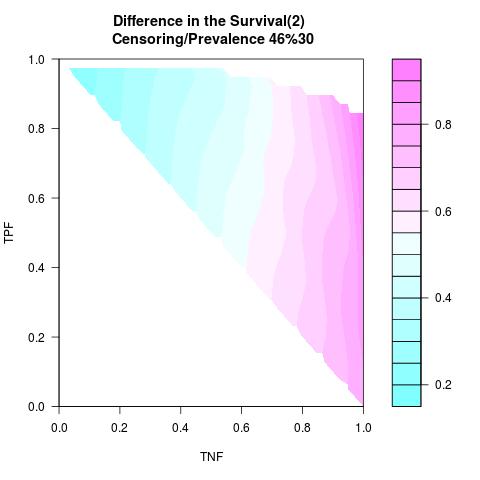 Difference in the Survival(2)
Censoring/Prevalence 46%30
1.0
0.8
0.6
0.4
0.2
0.0
TPF
0.0 0.2 0.4 0.6 0.8 1.0
TNF
0.8
0.6
0.4
0.2